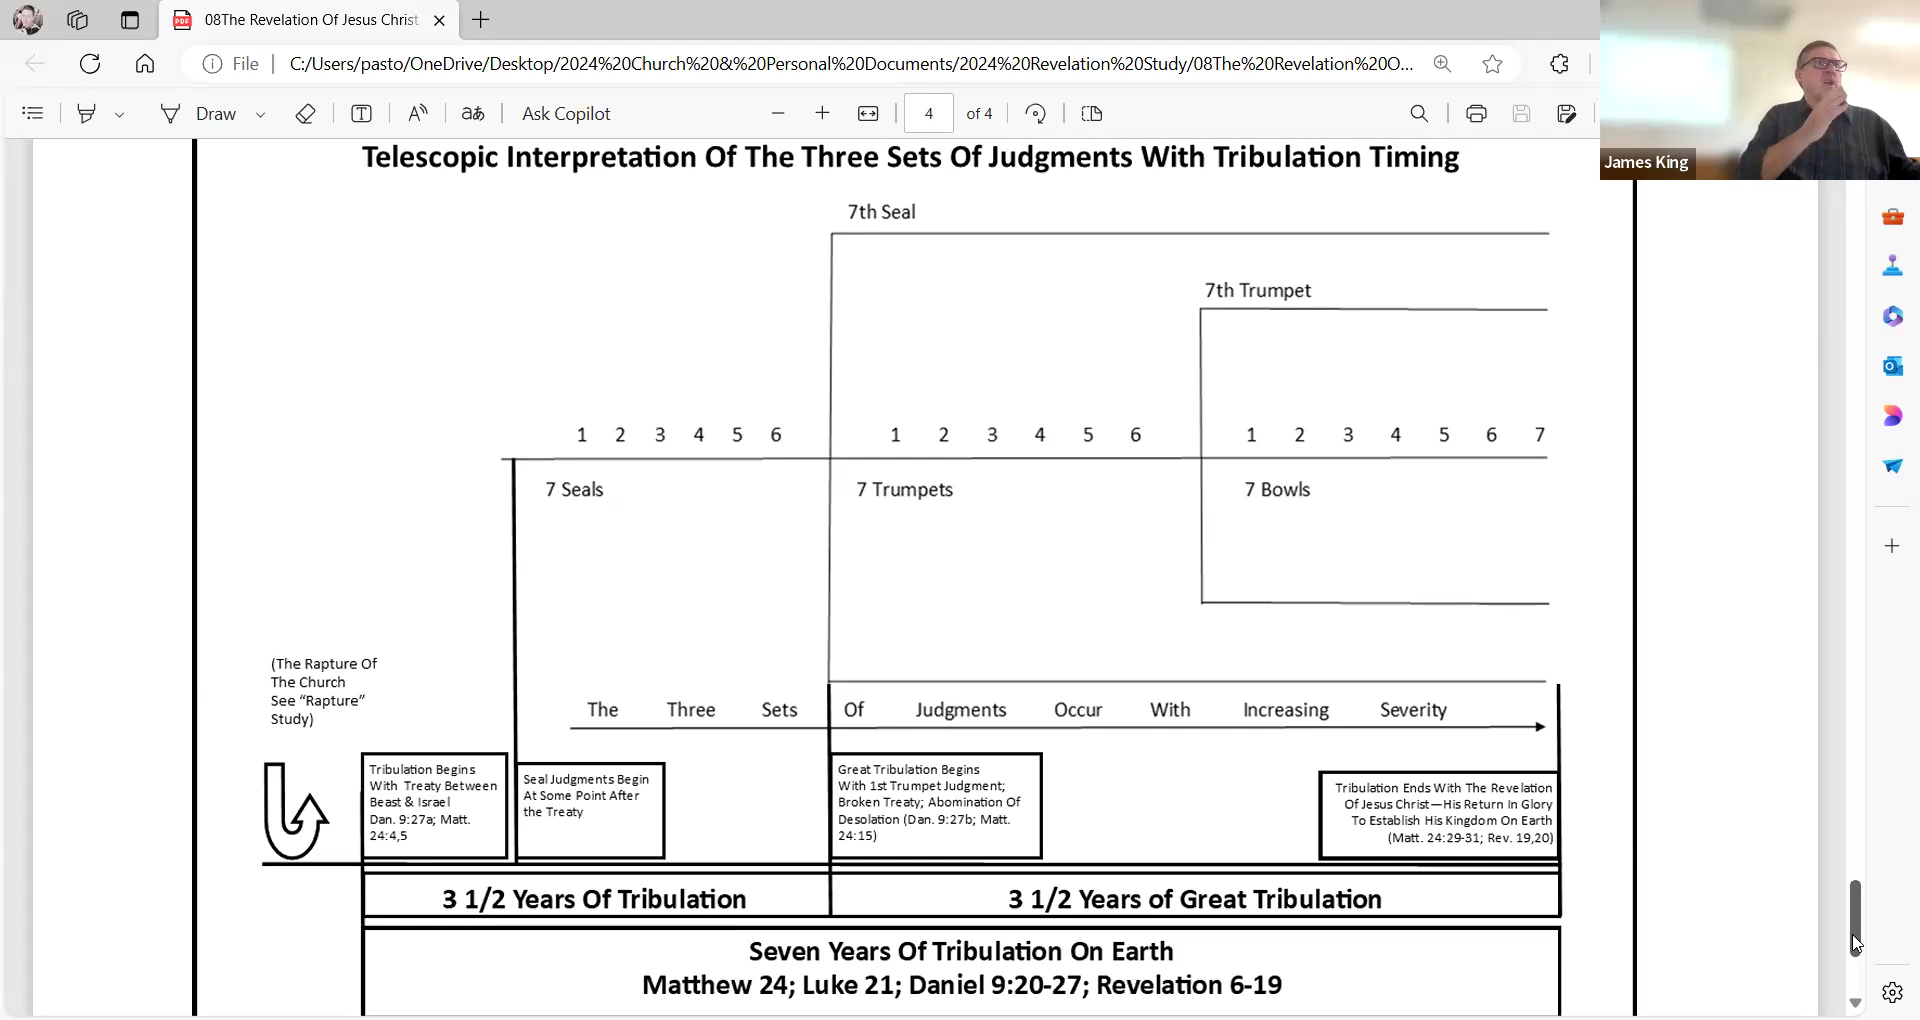 08The Revelation Of Jesus Christ
File
C:/Users/pasto/OneDrive/Desktop/2024%20Church%20&%20Personal%20Documents/2024%20Revelation%20Study/08The%20Revelation%20O...
Draw
Ask Copilot
4 of 4
James King
Telescopic Interpretation Of The Three Sets Of Judgments With Tribulation Timing
7th Seal
7th Trumpet
1 2 3 4 5 6 1 2 3 4 5 6 1 2 3 4 5 6 7
7 Seals 7 Trumpets 7 Bowls
(The Rapture Of
The Church
See “Rapture”
Study)
The Three Sets Of Judgments Occur With Increasing Severity
Tribulation Begins
With Treaty Between
Beast & Israel
Dan. 9:27a; Matt.
24:4,5
Seal Judgments Begin
At Some Point After
the Treaty
Great Tribulation Begins
With 1st Trumpet Judgment;
Broken Treaty; Abomination Of
Desolation (Dan. 9:27b; Matt.
24:15)
Tribulation Ends With The Revelation
Of Jesus Christ—His Return In Glory
To Establish His Kingdom On Earth
(Matt. 24:29-31; Rev. 19,20)
3 1/2 Years Of Tribulation
3 1/2 Years of Great Tribulation
Seven Years Of Tribulation On Earth
Matthew 24; Luke 21; Daniel 9:20-27; Revelation 6-19